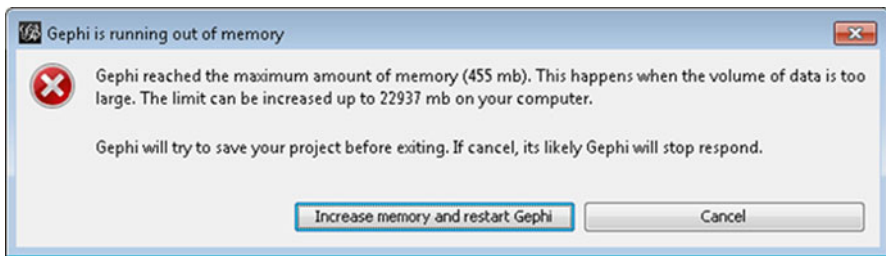 Gephi is running out of memory
Gephi reached the maximum amount of memory (455 mb). This happens when the volume of data is too
large. The limit can be increased up to 22937 mb on your computer.
Gephi will try to save your project before exiting. If cancel, its likely Gephi will stop respond.
Increase memory and restart Gephi
Cancel